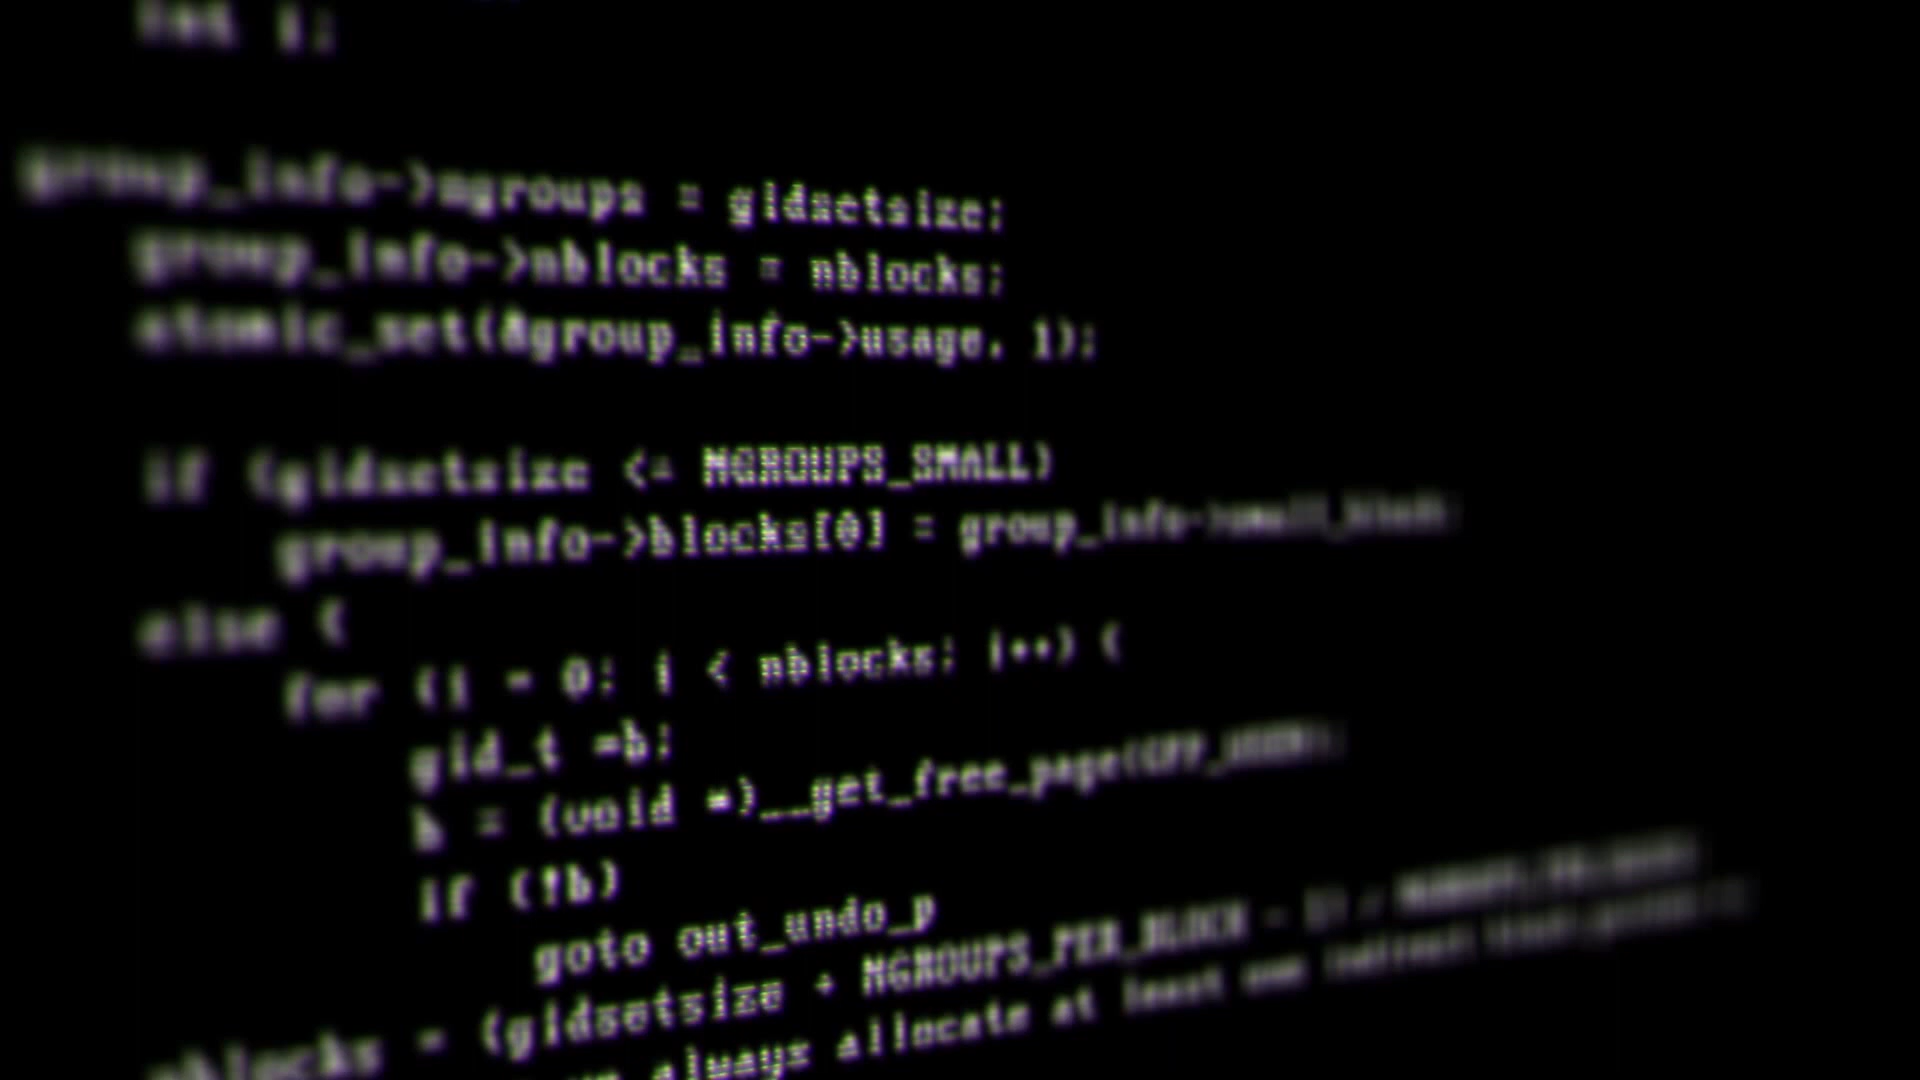 int i;
group_info->ngroups = gidsetsize;
group_info->nblocks = nblocks;
atomic_set(&group_info->usage, 1);
if (gidsetsize <= NGROUPS_SMALL)
group_info->blocks[0] = group_info->small_block;
else {
for (i = 0; i < nblocks; i++) {
gid_t *b;
b = (void *)__get_free_page(GFP_USER);
if (!b)
goto out_undo_p
nblocks = (gidsetsize + NGROUPS_PER_BLOCK - 1) /
always allocate at least one indirect block pointer